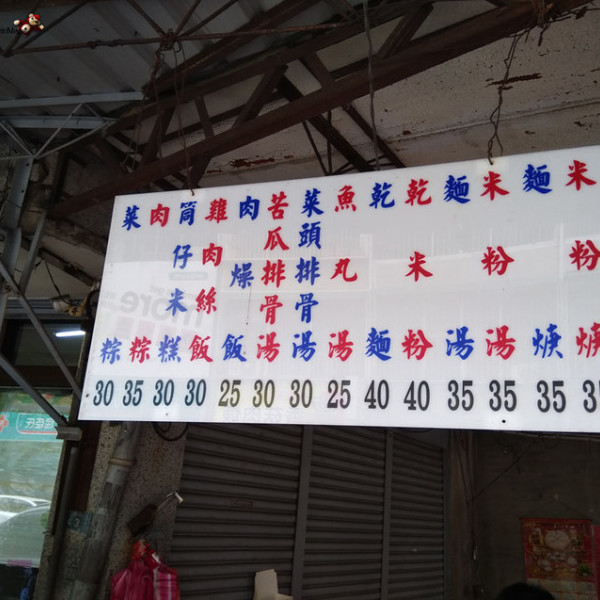 米粉焿
麵焿 35
米粉湯 35
麵湯 35
乾米粉 40
乾麵 40
魚丸湯 25
菜頭排骨湯 30
苦瓜排骨湯 30
肉燥飯 25
雞肉絲飯 30
筒仔米糕 30
肉粽 35
菜粽 30